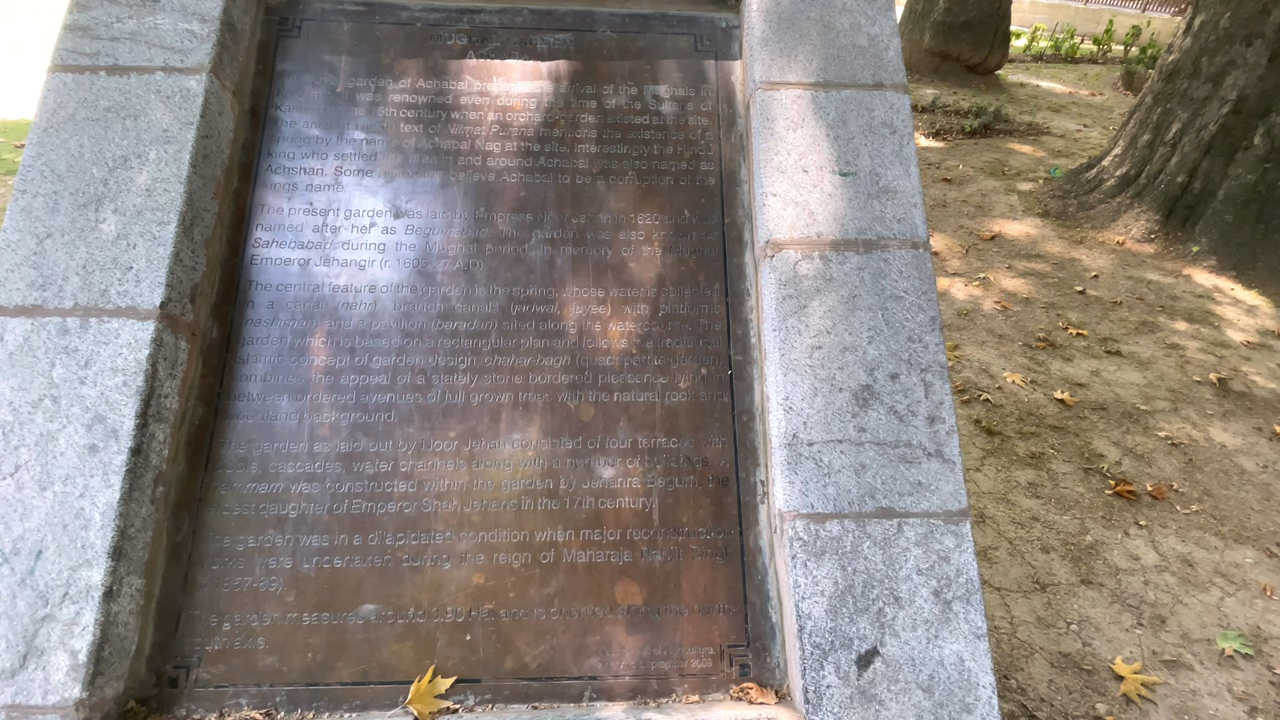 MUGHAL GARDEN
garden of Achabal the arrival of the Mughals in
was renowned even during the time of the Sultans of
15th century when an orchard-garden existed at the site.
The ancient Hindu text of Nilmat Purana mentions the existence of a
spring by the name of Achapal Nag at the site. Interestingly the Hindu
king who settled the area in and around Achabal was also named as
Achshan. Some believe Achabal to be a corruption of the
kings' name.
The present garden was laid by Empress Noor Jehan in 1620 and was
named after her as Begumabad. The garden was also known as
Sahebabad during the Mughal period, in memory of the Mughal
Emperor Jehangir (r. 1605- A.D)
The central feature of the garden is the spring, whose water is collected
in a canal (nahr), branch canals (jadwal, juyee) with platforms
nashiman) and a pavilion (baradari) sited along the watercourse. The
garden which is based on a rectangular plan and follows the traditional
Islamic concept of garden design, chahar-bagh (quadripartite garden)
combines the appeal of a stately stone bordered pleasance lying in
between ordered avenues of full grown trees with the natural rock and
woodland background.
The garden as laid out by Noor Jehan consisted of four terraces with
pools, cascades, water channels along with a number of buildings. A
hammam was constructed within the garden by Jehanra Begum, the
eldest daughter of Emperor Shah Jehan in the 17th century.
The garden was in a dilapidated condition when major reconstruction
works were undertaken during the reign of Maharaja Singh
The garden measures around Ha. and is oriented along the north-
south axis.
2009